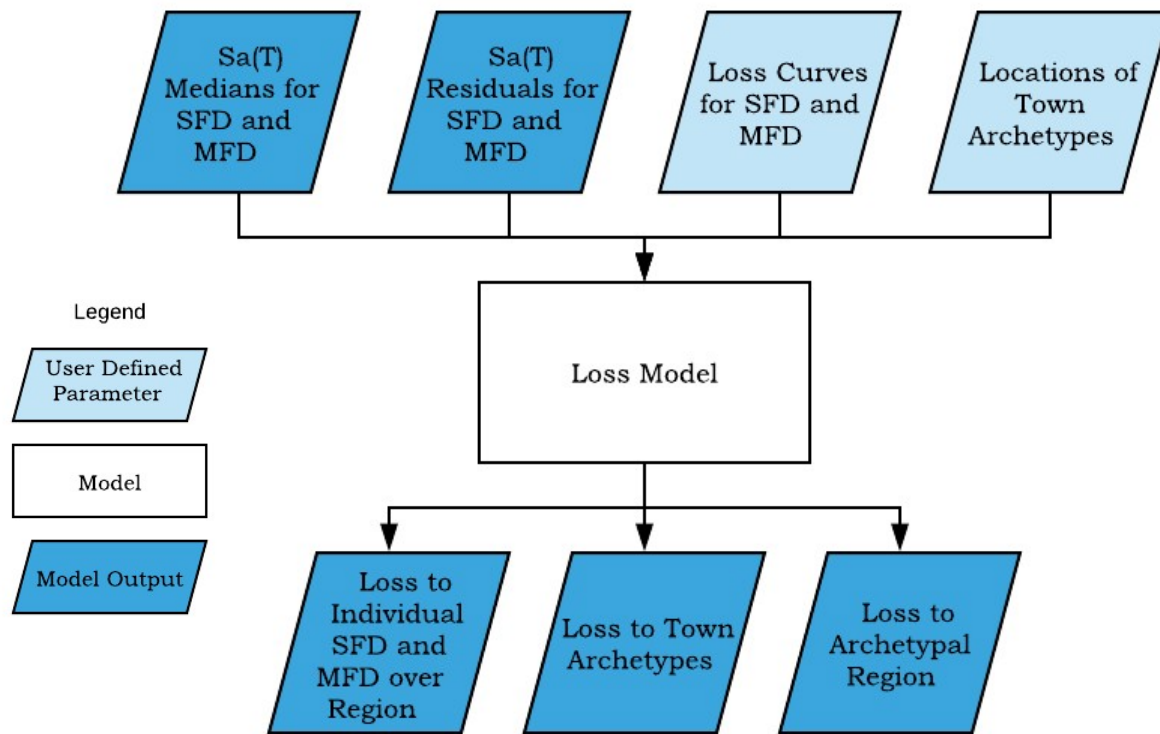 Sa(T)
Medians for
SFD and
MFD
Sa(T)
Residuals for
SFD and
MFD
Loss Curves
for SFD and
MFD
Locations of
Town
Archetypes
Loss Model
Legend
User Defined
Parameter
Model
Model Output
Loss to
Individual
SFD and
MFD over
Region
Loss to Town
Archetypes
Loss to
Archetypal
Region